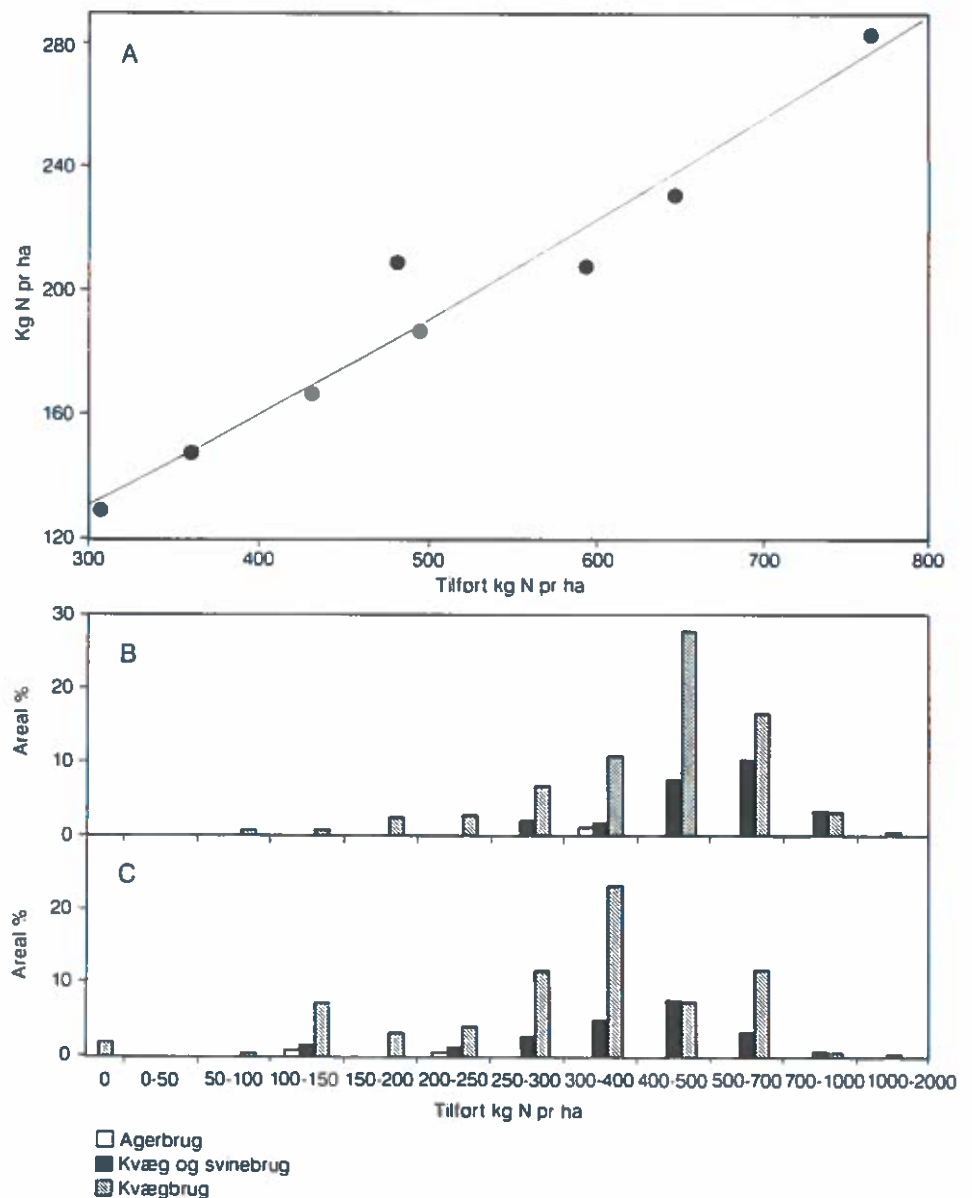 A
280
240
200
160
120
Kg N pr ha
300 400 500 600 700 800
Tilført kg N pr ha
B
30
20
10
0
Areal %
C
20
10
0
Areal %
0 0-50 50-100 100-150 150-200 200-250 250-300 300-400 400-500 500-700 700-1000 1000-2000
Tilført kg N pr ha
Agerbrug
Kvæg og svinebrug
Kvægbrug